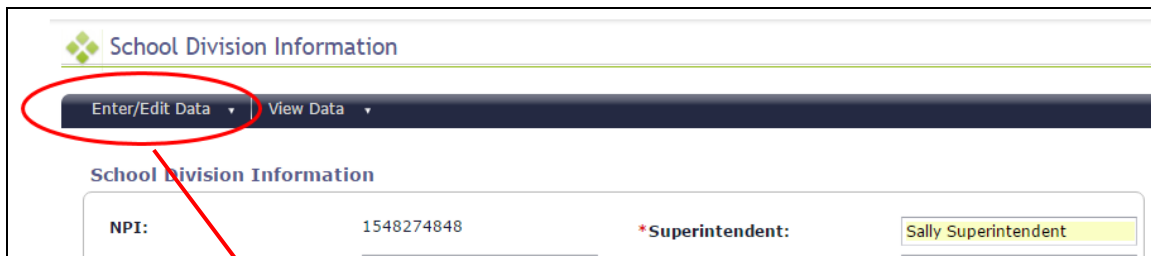 School Division Information
Enter/Edit Data View Data
School Division Information
NPI: 1548274848 *Superintendent: Sally Superintendent